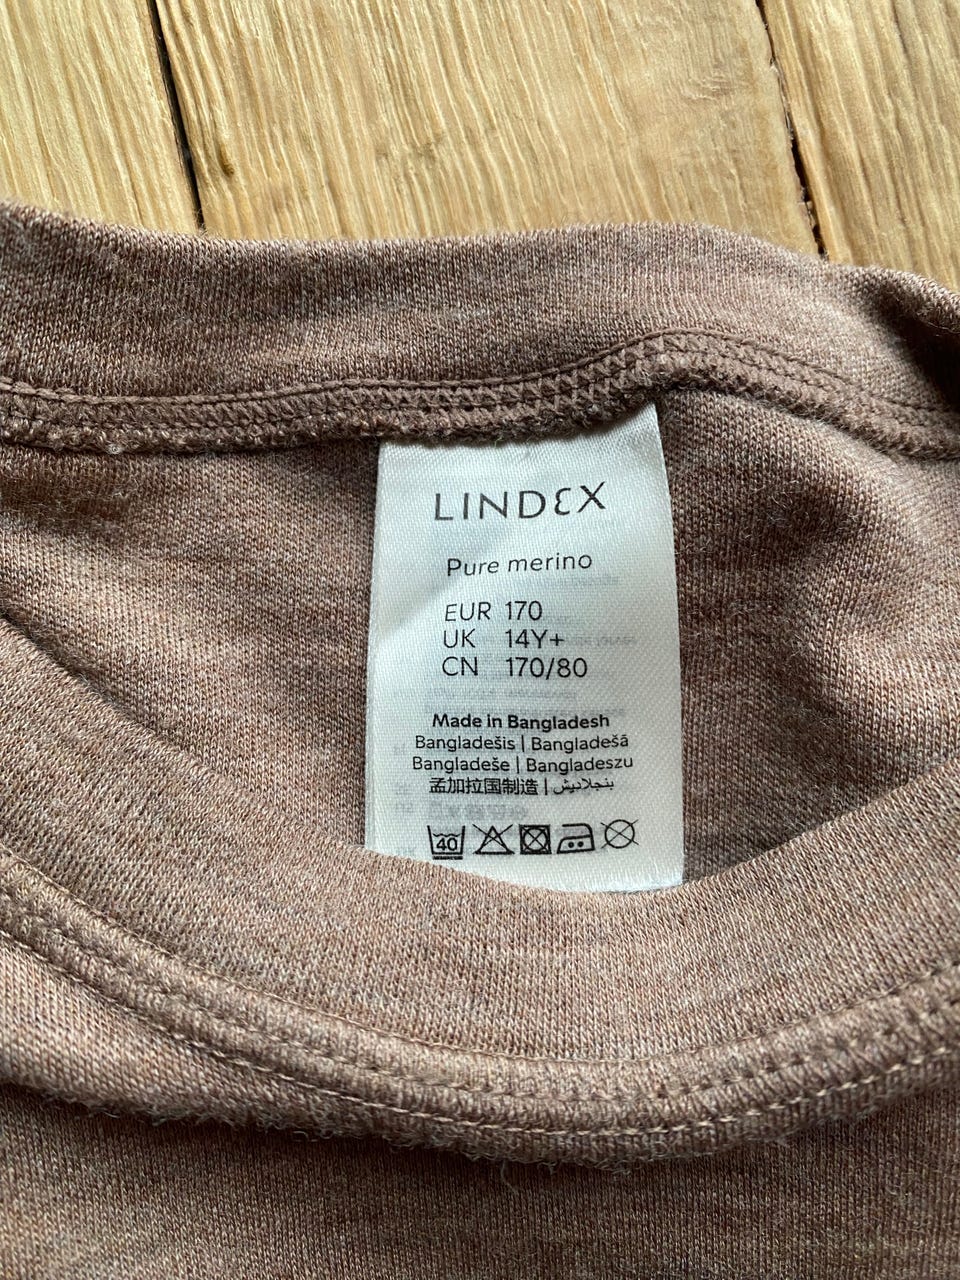 LINDEX
Pure merino
EUR 170
UK 14Y+
CN 170/80
Made in Bangladesh
Bangladešis | Bangladešā
Bangladeše | Bangladeszu
孟加拉国制造 | بنجلاديش
40